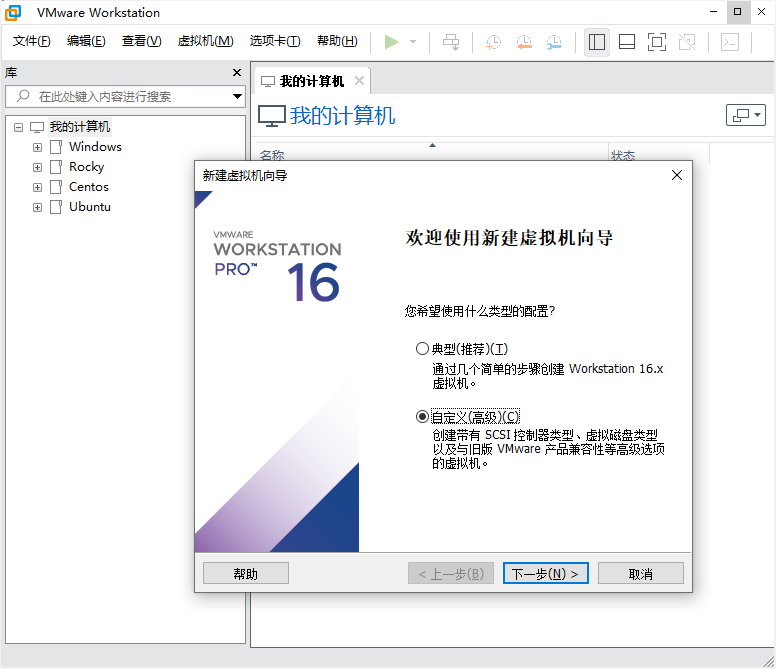 VMware Workstation
文件(F) 编辑(E) 查看(V) 虚拟机(M) 选项卡(T) 帮助(H)
库
在此处键入内容进行搜索
我的计算机
Windows
Rocky
Centos
Ubuntu
我的计算机
我的计算机
名称 状态
新建虚拟机向导
VMWARE
WORKSTATION
PRO™ 16
欢迎使用新建虚拟机向导
您希望使用什么类型的配置?
典型(推荐)(T)
通过几个简单的步骤创建 Workstation 16.x
虚拟机。
自定义(高级)(C)
创建带有 SCSI 控制器类型、虚拟磁盘类型
以及与旧版 VMware 产品兼容性等高级选项
的虚拟机。
帮助 < 上一步(B) 下一步(N) > 取消